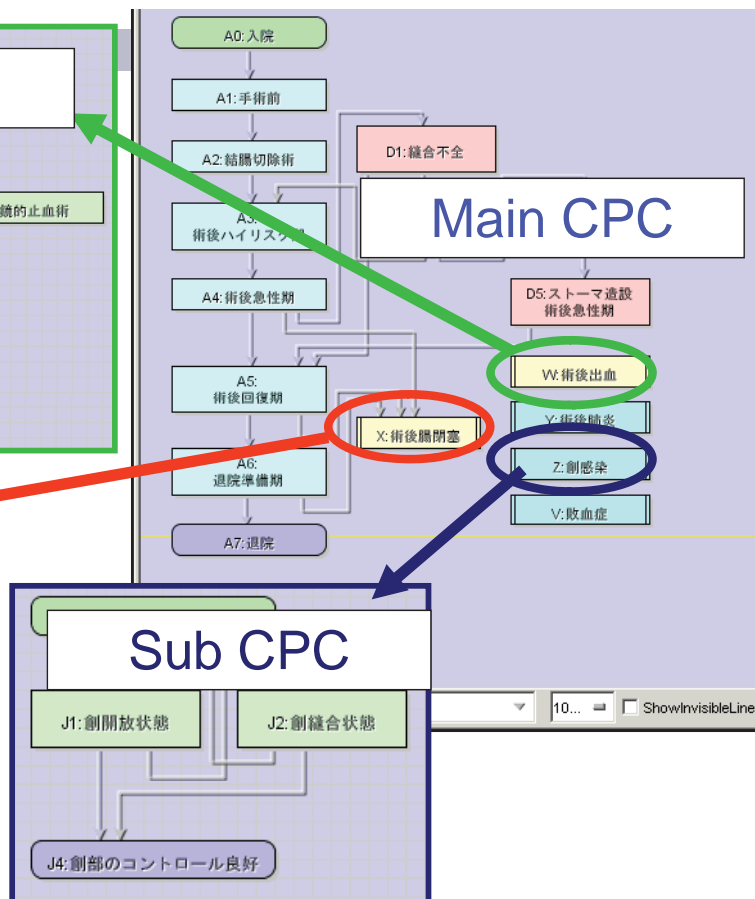 A0:入院
A1:手術前
A2:結腸切除術
D1:縫合不全
Main CPC
鏡的止血術
A3:
術後ハイリスク期
A4:術後急性期
D5:ストーマ造設
術後急性期
W:術後出血
A5:
術後回復期
Y:術後肺炎
X:術後腸閉塞
Z:創感染
A6:
退院準備期
V:敗血症
A7:退院
Sub CPC
10...
ShowInvisibleLine
J1:創開放状態
J2:創縫合状態
J4:創部のコントロール良好